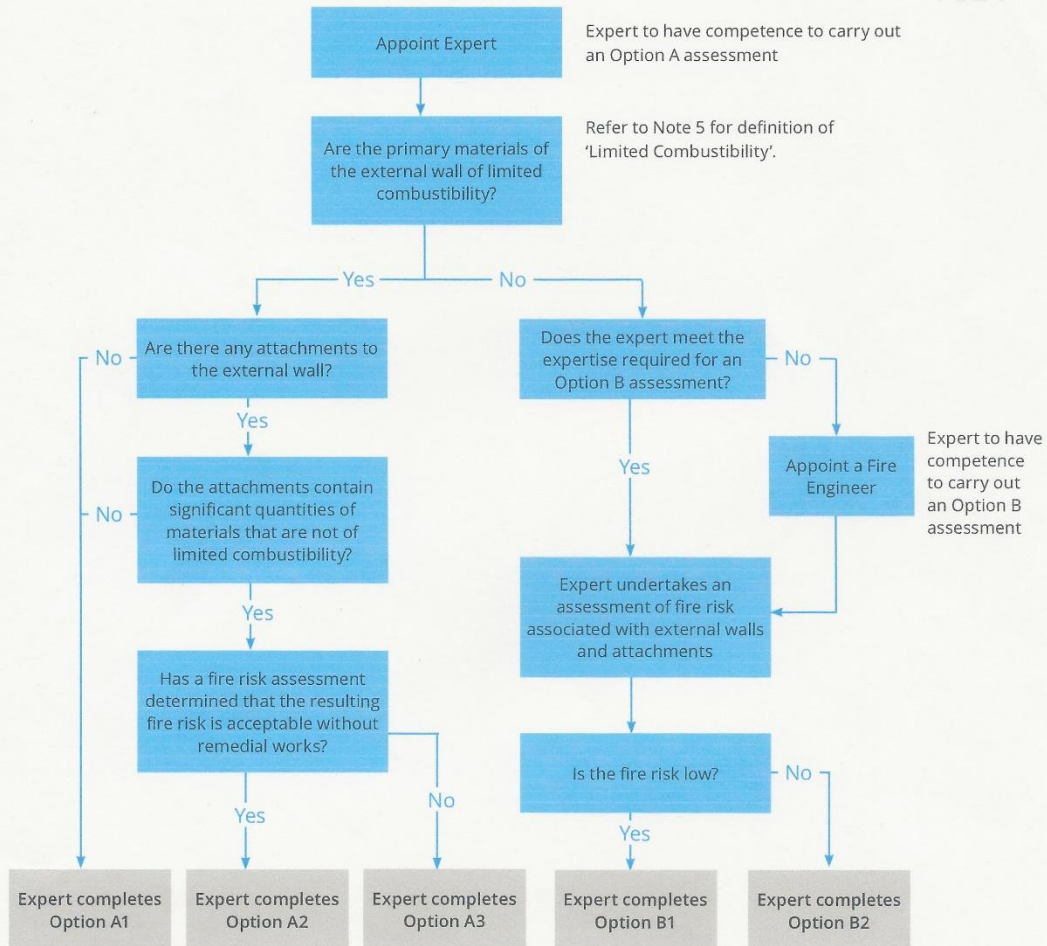 Appoint Expert
Expert to have competence to carry out
an Option A assessment
Are the primary materials of
the external wall of limited
combustibility?
Refer to Note 5 for definition of
‘Limited Combustibility’.
Yes
No
No
Are there any attachments to
the external wall?
Does the expert meet the
expertise required for an
Option B assessment?
No
Yes
Yes
Appoint a Fire
Engineer
Expert to have
competence
to carry out
an Option B
assessment
No
Do the attachments contain
significant quantities of
materials that are not of
limited combustibility?
Yes
Expert undertakes an
assessment of fire risk
associated with external walls
and attachments
Has a fire risk assessment
determined that the resulting
fire risk is acceptable without
remedial works?
Is the fire risk low?
No
Yes
No
Yes
Expert completes
Option A1
Expert completes
Option A2
Expert completes
Option A3
Expert completes
Option B1
Expert completes
Option B2